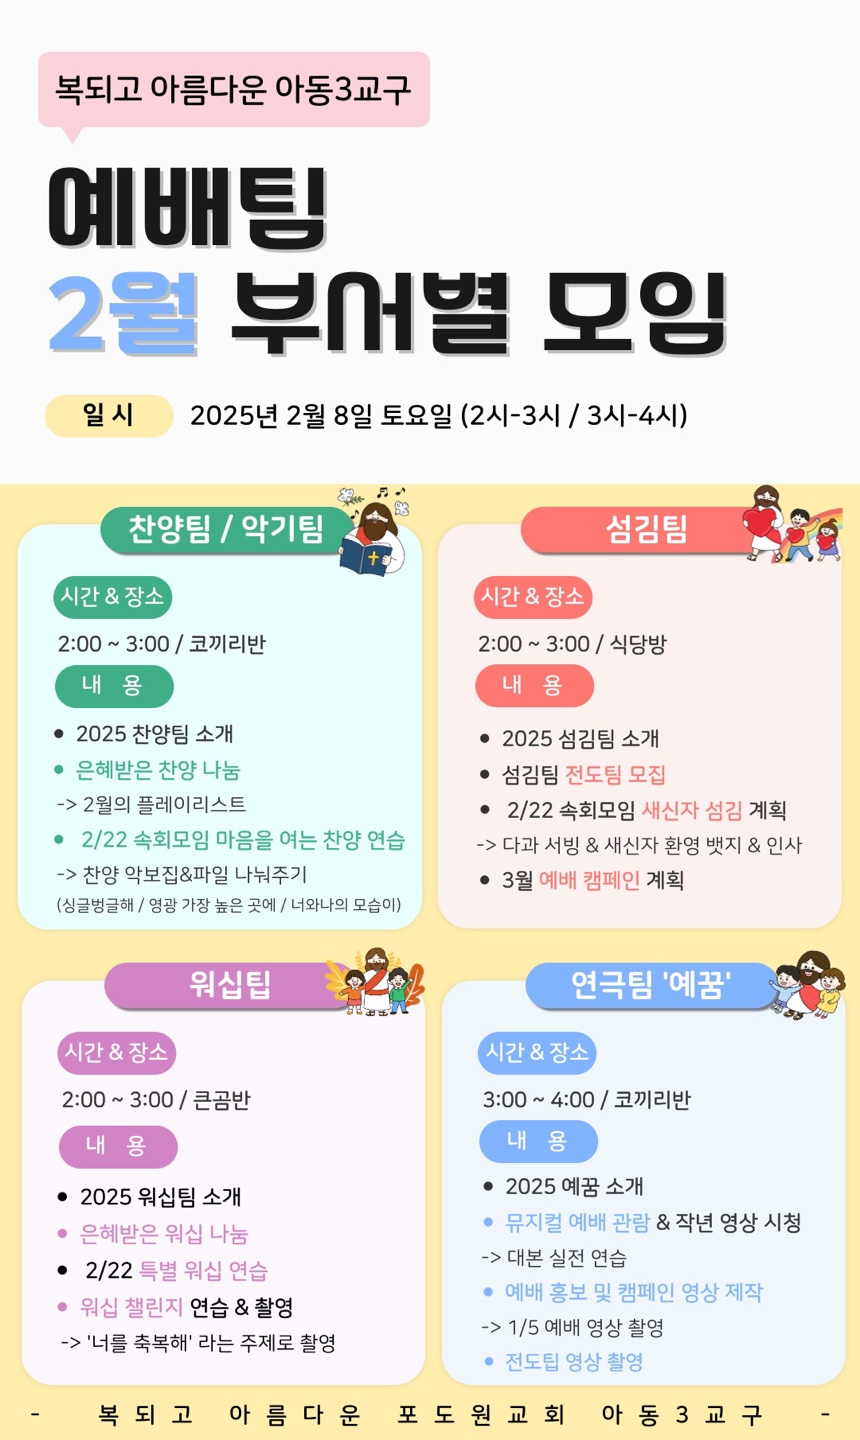 복되고 아름다운 아동3교구
예배팀
2월 부서별 모임
일 시 2025년 2월 8일 토요일 (2시-3시 / 3시-4시)
찬양팀 / 악기팀
시간 & 장소
2:00 ~ 3:00 / 코끼리반
내 용
• 2025 찬양팀 소개
• 은혜받은 찬양 나눔
-> 2월의 플레이리스트
• 2/22 속회모임 마음을 여는 찬양 연습
-> 찬양 악보집&파일 나눠주기
(싱글벙글해 / 영광 가장 높은 곳에 / 너와나의 모습이)
섬김팀
시간 & 장소
2:00 ~ 3:00 / 식당방
내 용
• 2025 섬김팀 소개
• 섬김팀 전도팀 모집
• 2/22 속회모임 새신자 섬김 계획
-> 다과 서빙 & 새신자 환영 뱃지 & 인사
• 3월 예배 캠페인 계획
워십팁
시간 & 장소
2:00 ~ 3:00 / 큰곰반
내 용
• 2025 워십팀 소개
• 은혜받은 워십 나눔
• 2/22 특별 워십 연습
• 워십 챌린지 연습 & 촬영
-> '너를 축복해' 라는 주제로 촬영
연극팀 '예꿈'
시간 & 장소
3:00 ~ 4:00 / 코끼리반
내 용
• 2025 예꿈 소개
• 뮤지컬 예배 관람 & 작년 영상 시청
-> 대본 실전 연습
• 예배 홍보 및 캠페인 영상 제작
-> 1/5 예배 영상 촬영
• 전도팁 영상 촬영
- 복되고 아름다운 포도원교회 아동3교구 -